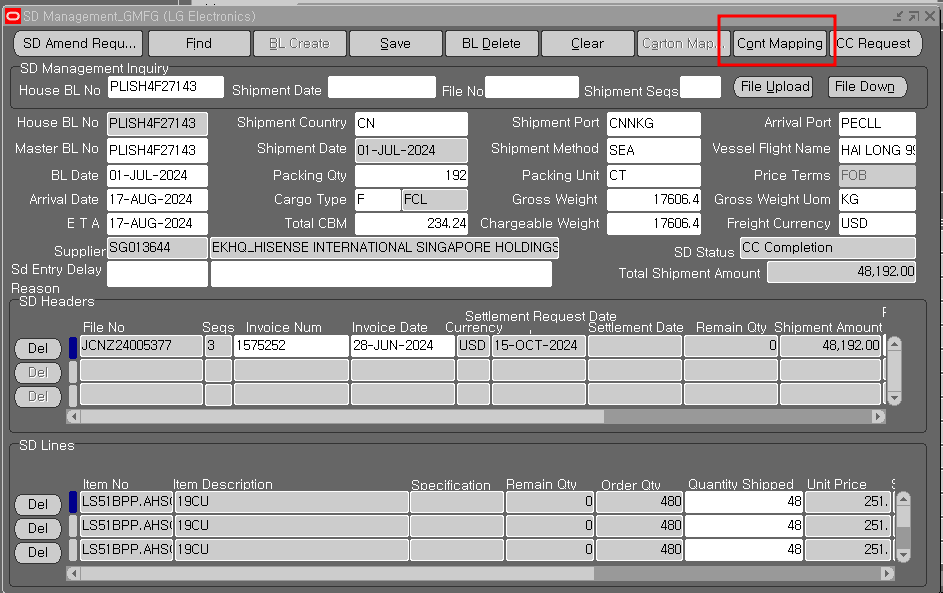 SD Management_GMFG (LG Electronics)
SD Amend Requ... Find BL Create Save BL Delete Clear Carton Map... Cont Mapping CC Request
SD Management Inquiry
House BL No PLISH4F27143 Shipment Date File No Shipment Seqs File Upload File Down
House BL No PLISH4F27143 Shipment Country CN Shipment Port CNNKG Arrival Port PECLL
Master BL No PLISH4F27143 Shipment Date 01-JUL-2024 Shipment Method SEA Vessel Flight Name HAI LONG 9
BL Date 01-JUL-2024 Packing Qty 192 Packing Unit CT Price Terms FOB
Arrival Date 17-AUG-2024 Cargo Type F FCL Gross Weight 17606.4 Gross Weight Uom KG
E T A 17-AUG-2024 Total CBM 234.24 Chargeable Weight 17606.4 Freight Currency USD
Supplier SG013644 EKHQ_HISENSE INTERNATIONAL SINGAPORE HOLDINGS SD Status CC Completion
Sd Entry Delay Reason Total Shipment Amount 48,192.00
SD Headers
File No Seqs Invoice Num Invoice Date Currency Settlement Request Date Settlement Date Remain Qty Shipment Amount
Del JCNZ24005377 3 1575252 28-JUN-2024 USD 15-OCT-2024 0 48,192.00
Del
Del
SD Lines
Item No Item Description Specification Remain Qty Order Qty Quantity Shipped Unit Price
Del LS51BPP.AHS 19CU 0 480 48 251.
Del LS51BPP.AHS 19CU 0 480 48 251.
Del LS51BPP.AHS 19CU 0 480 48 251.